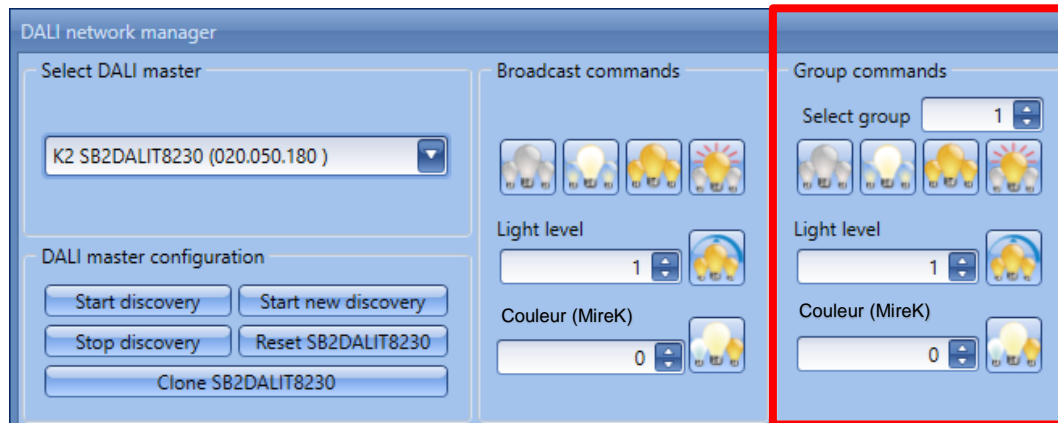 DALI network manager
Select DALI master
K2 SB2DALIT8230 (020.050.180 )
DALI master configuration
Start discovery
Start new discovery
Stop discovery
Reset SB2DALIT8230
Clone SB2DALIT8230
Broadcast commands
Light level
1
Couleur (MireK)
0
Group commands
Select group
1
Light level
1
Couleur (MireK)
0